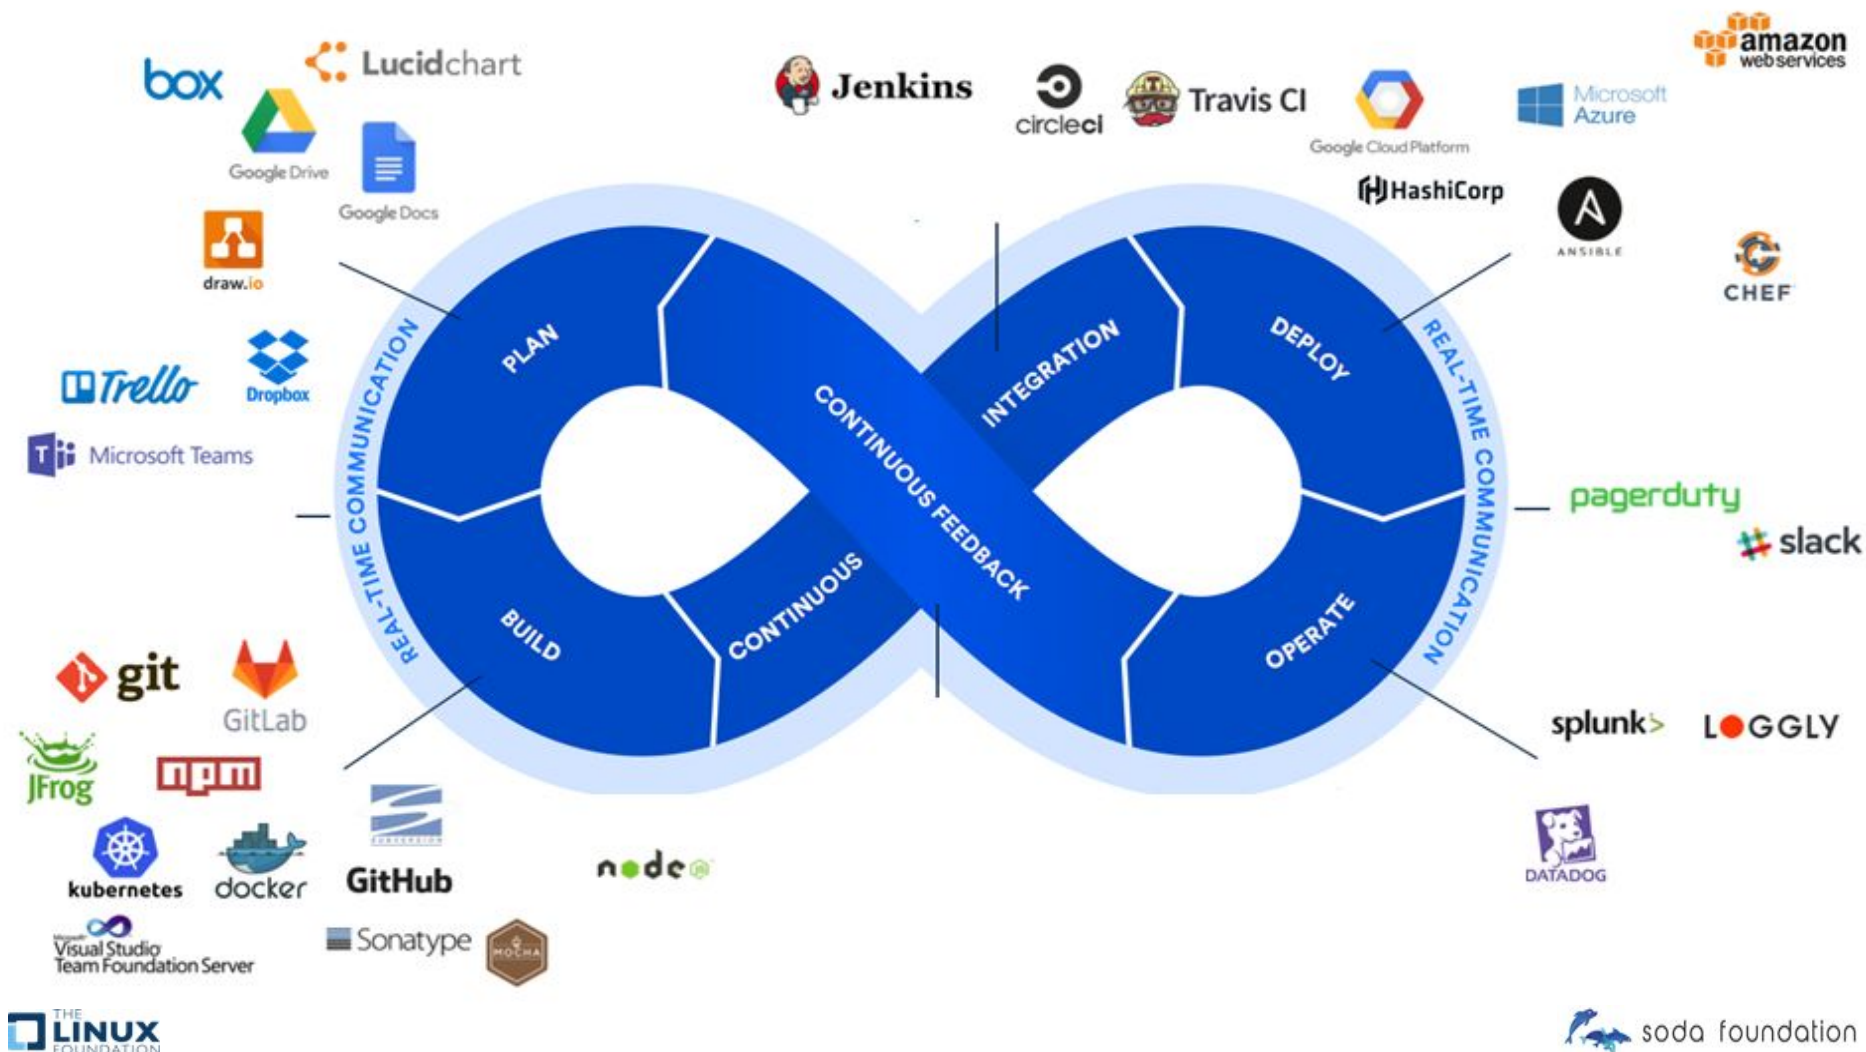 box
Lucidchart
Google Drive
Google Docs
draw.io
Trello
Dropbox
Microsoft Teams
Jenkins
circleci
Travis CI
Google Cloud Platform
HashiCorp
Microsoft
Azure
amazon
web services
ANSIBLE
CHEF
PLAN
CONTINUOUS FEEDBACK
INTEGRATION
DEPLOY
REAL-TIME COMMUNICATION
REAL-TIME COMMUNICATION
BUILD
CONTINUOUS
OPERATE
pagerduty
slack
git
GitLab
JFrog
npm
kubernetes
docker
SUBVERSION
GitHub
node
JS
Microsoft
Visual Studio
Team Foundation Server
Sonatype
MOCHA
splunk>
LOGGLY
DATADOG
THE
LINUX
FOUNDATION
soda foundation